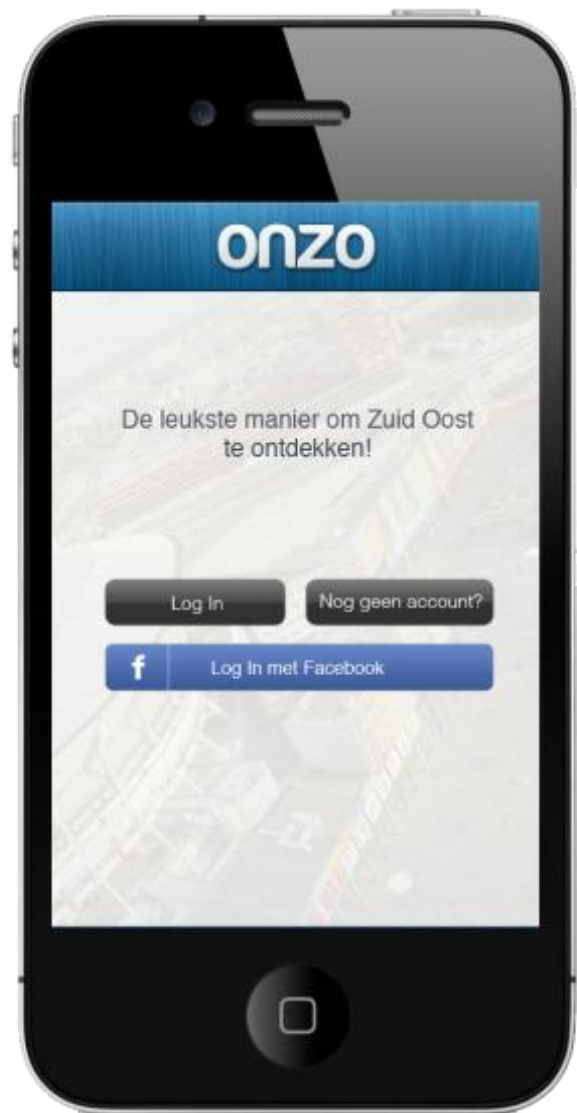 onzo
De leukste manier om Zuid Oost
te ontdekken!
Log In
Nog geen account?
f
Log In met Facebook